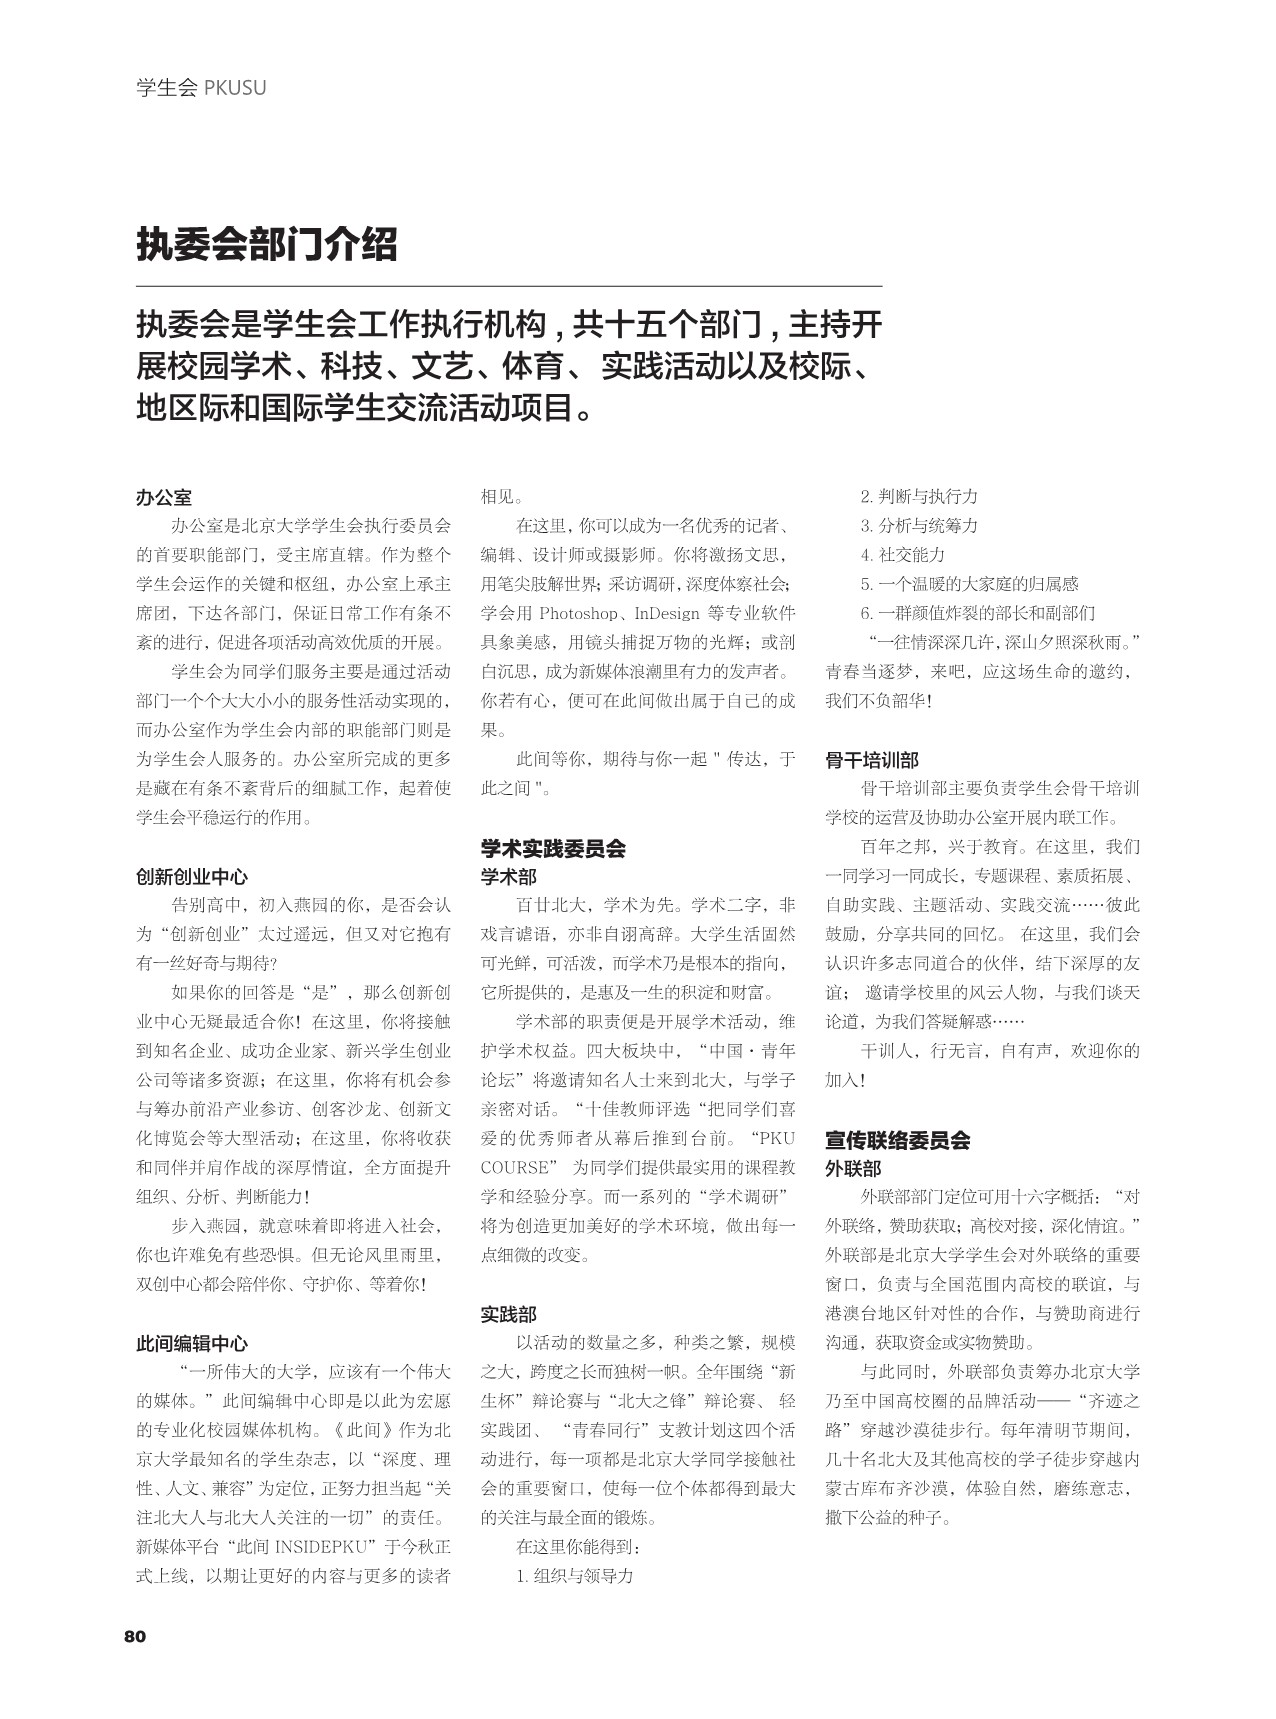 学生会 PKUSU
执委会部门介绍
执委会是学生会工作执行机构，共十五个部门，主持开
展校园学术、科技、文艺、体育、 实践活动以及校际、
地区际和国际学生交流活动项目。
办公室
办公室是北京大学学生会执行委员会
的首要职能部门，受主席直辖。作为整个
学生会运作的关键和枢纽，办公室上承主
席团，下达各部门，保证日常工作有条不
紊的进行，促进各项活动高效优质的开展。
学生会为同学们服务主要是通过活动
部门一个个大大小小的服务性活动实现的，
而办公室作为学生会内部的职能部门则是
为学生会人服务的。办公室所完成的更多
是藏在有条不紊背后的细腻工作，起着使
学生会平稳运行的作用。
创新创业中心
告别高中，初入燕园的你，是否会认
为“创新创业”太过遥远，但又对它抱有
有一丝好奇与期待？
如果你的回答是“是”，那么创新创
业中心无疑最适合你！在这里，你将接触
到知名企业、成功企业家、新兴学生创业
公司等诸多资源；在这里，你将有机会参
与筹办前沿产业参访、创客沙龙、创新文
化博览会等大型活动；在这里，你将收获
和同伴并肩作战的深厚情谊，全方面提升
组织、分析、判断能力！
步入燕园，就意味着即将进入社会，
你也许难免有些恐惧。但无论风里雨里，
双创中心都会陪伴你、守护你、等着你！
此间编辑中心
“一所伟大的大学，应该有一个伟大
的媒体。”此间编辑中心即是以此为宏愿
的专业化校园媒体机构。《此间》作为北
京大学最知名的学生杂志，以“深度、理
性、人文、兼容”为定位，正努力担当起“关
注北大人与北大人关注的一切”的责任。
新媒体平台“此间 INSIDEPKU”于今秋正
式上线，以期让更好的内容与更多的读者
相见。
在这里，你可以成为一名优秀的记者、
编辑、设计师或摄影师。你将激扬文思，
用笔尖肢解世界；采访调研，深度体察社会；
学会用 Photoshop、InDesign 等专业软件
具象美感，用镜头捕捉万物的光辉；或剖
白沉思，成为新媒体浪潮里有力的发声者。
你若有心，便可在此间做出属于自己的成
果。
此间等你，期待与你一起 " 传达，于
此之间 "。
学术实践委员会
学术部
百廿北大，学术为先。学术二字，非
戏言谑语，亦非自诩高辞。大学生活固然
可光鲜，可活泼，而学术乃是根本的指向，
它所提供的，是惠及一生的积淀和财富。
学术部的职责便是开展学术活动，维
护学术权益。四大板块中，“中国·青年
论坛”将邀请知名人士来到北大，与学子
亲密对话。“十佳教师评选“把同学们喜
爱的优秀师者从幕后推到台前。“PKU
COURSE” 为同学们提供最实用的课程教
学和经验分享。而一系列的“学术调研”
将为创造更加美好的学术环境，做出每一
点细微的改变。
实践部
以活动的数量之多，种类之繁，规模
之大，跨度之长而独树一帜。全年围绕“新
生杯”辩论赛与“北大之锋”辩论赛、 轻
实践团、 “青春同行”支教计划这四个活
动进行，每一项都是北京大学同学接触社
会的重要窗口，使每一位个体都得到最大
的关注与最全面的锻炼。
在这里你能得到：
1. 组织与领导力
2. 判断与执行力
3. 分析与统筹力
4. 社交能力
5. 一个温暖的大家庭的归属感
6. 一群颜值炸裂的部长和副部们
“一往情深深几许，深山夕照深秋雨。”
青春当逐梦，来吧，应这场生命的邀约，
我们不负韶华！
骨干培训部
骨干培训部主要负责学生会骨干培训
学校的运营及协助办公室开展内联工作。
百年之邦，兴于教育。在这里，我们
一同学习一同成长，专题课程、素质拓展、
自助实践、主题活动、实践交流……彼此
鼓励，分享共同的回忆。 在这里，我们会
认识许多志同道合的伙伴，结下深厚的友
谊； 邀请学校里的风云人物，与我们谈天
论道，为我们答疑解惑……
干训人，行无言，自有声，欢迎你的
加入！
宣传联络委员会
外联部
外联部部门定位可用十六字概括：“对
外联络，赞助获取；高校对接，深化情谊。”
外联部是北京大学学生会对外联络的重要
窗口，负责与全国范围内高校的联谊，与
港澳台地区针对性的合作，与赞助商进行
沟通，获取资金或实物赞助。
与此同时，外联部负责筹办北京大学
乃至中国高校圈的品牌活动——“齐迹之
路”穿越沙漠徒步行。每年清明节期间，
几十名北大及其他高校的学子徒步穿越内
蒙古库布齐沙漠，体验自然，磨练意志，
撒下公益的种子。
80